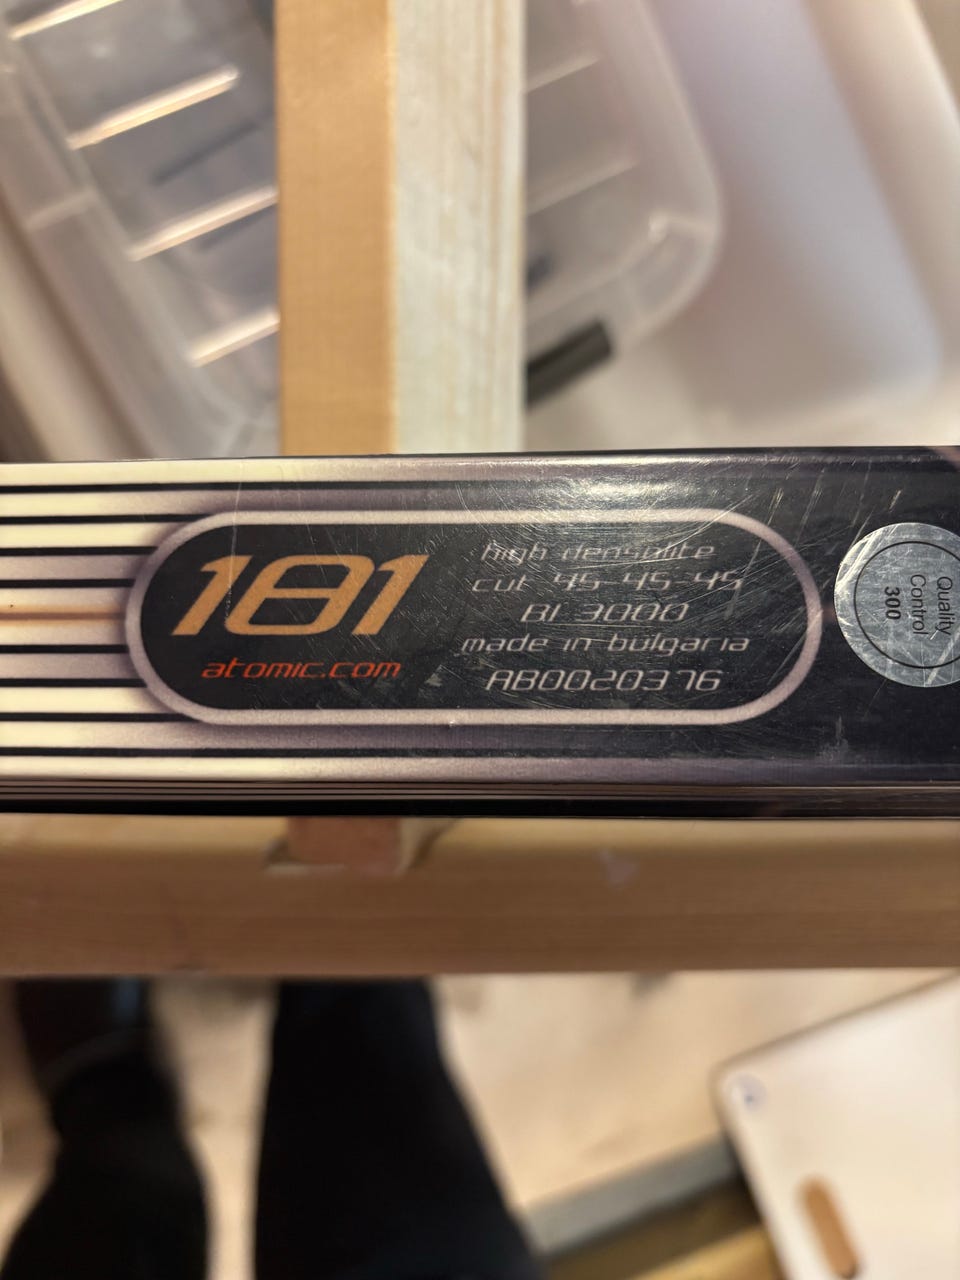 181
atomic.com
high densolite
cut 45-45-45
BI 3000
made in bulgaria
AB0020376
Quality
Control
300